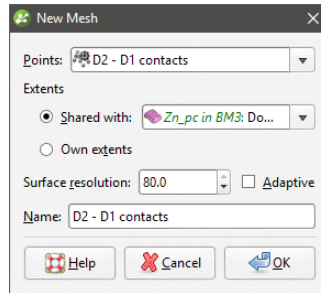 New Mesh
Points: D2 - D1 contacts
Extents
Shared with: Zn_pc in BM3: Do...
Own extents
Surface resolution: 80.0 Adaptive
Name: D2 - D1 contacts
Help Cancel OK